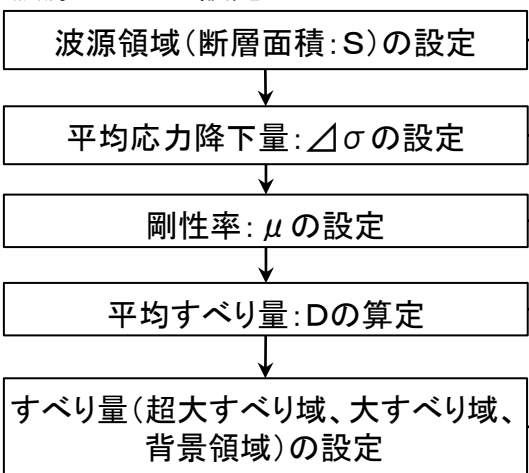 波源領域(断層面積:S)の設定
平均応力降下量:⊿σの設定
剛性率:μの設定
平均すべり量:Dの算定
すべり量(超大すべり域、大すべり域、
背景領域)の設定